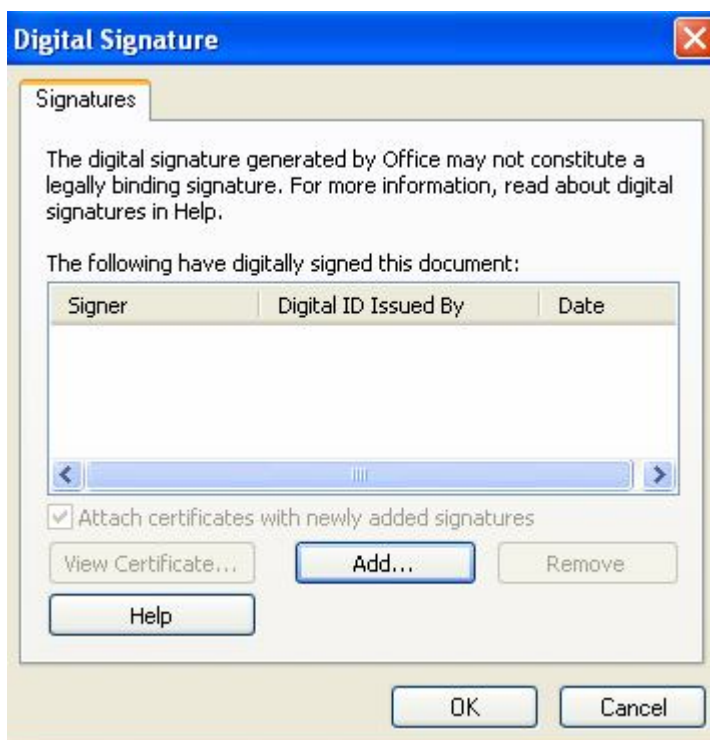 Digital Signature
Signatures
The digital signature generated by Office may not constitute a
legally binding signature. For more information, read about digital
signatures in Help.
The following have digitally signed this document:
Signer Digital ID Issued By Date
Attach certificates with newly added signatures
View Certificate... Add... Remove
Help
OK Cancel